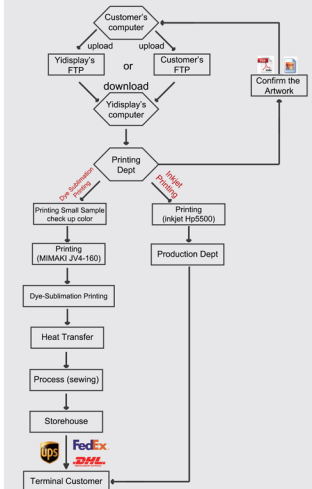 Customer's
computer
upload
upload
Yidisplay's
FTP
or
Customer's
FTP
download
Yidisplay's
computer
Confirm the
Artwork
Printing
Dept
Dye Sublimation
Printing
Inkjet
Printing
Printing Small Sample
check up color
Printing
(inkjet Hp5500)
Printing
(MIMAKI JV4-160)
Production Dept
Dye-Sublimation Printing
Heat Transfer
Process (sewing)
Storehouse
ups
FedEx
DHL
Terminal Customer